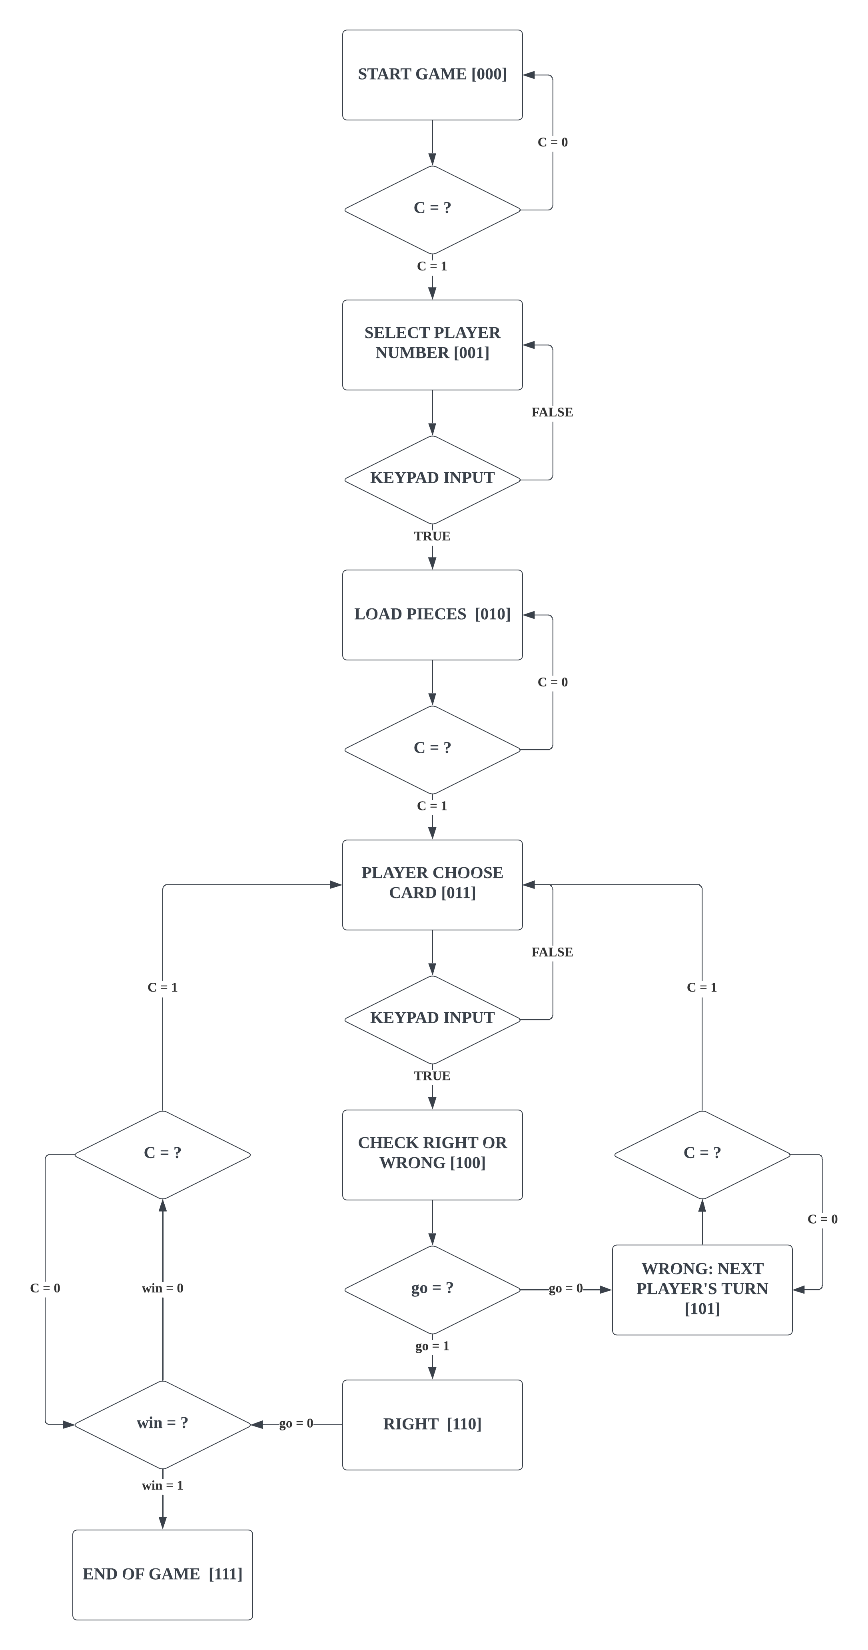 START GAME [000]
C = 0
C = ?
C = 1
SELECT PLAYER
NUMBER [001]
FALSE
KEYPAD INPUT
TRUE
LOAD PIECES [010]
C = 0
C = ?
C = 1
PLAYER CHOOSE
CARD [011]
FALSE
C = 1
C = 1
KEYPAD INPUT
TRUE
CHECK RIGHT OR
WRONG [100]
C = ?
C = ?
C = 0
WRONG: NEXT
PLAYER'S TURN
[101]
C = 0
win = 0
go = ?
go = 0
go = 1
win = ?
go = 0
RIGHT [110]
win = 1
END OF GAME [111]